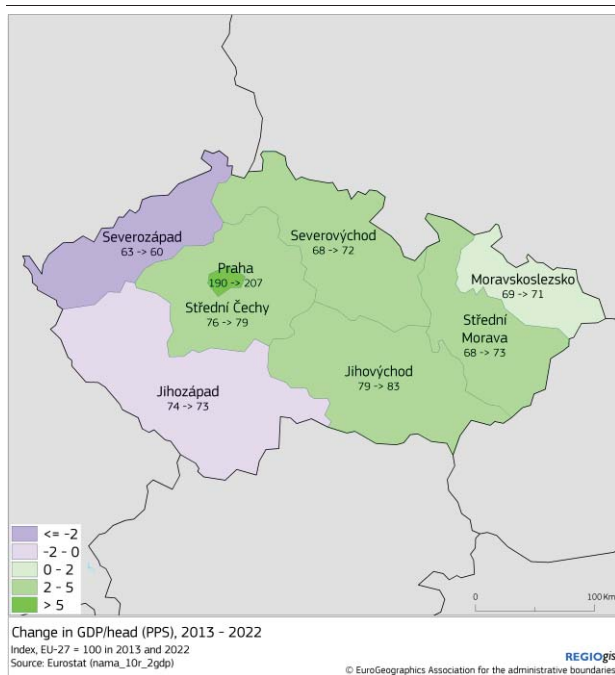 Severozápad
63 -> 60
Severovýchod
68 -> 72
Praha
190 -> 207
Střední Čechy
76 -> 79
Moravskoslezsko
69 -> 71
Střední
Morava
68 -> 73
Jihovýchod
79 -> 83
Jihozápad
74 -> 73
<= -2
-2 - 0
0 - 2
2 - 5
> 5
0 100 Km
Change in GDP/head (PPS), 2013 - 2022
Index, EU-27 = 100 in 2013 and 2022
Source: Eurostat (nama_10r_2gdp)
REGIOgis
© EuroGeographics Association for the administrative boundaries